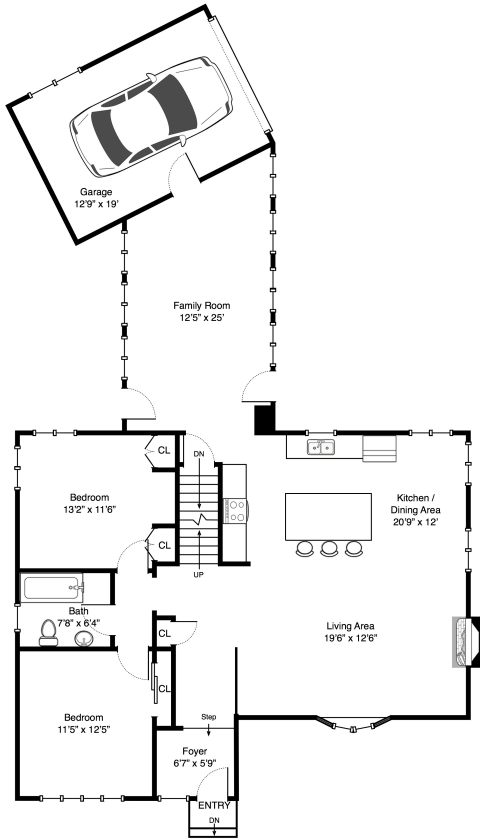 Garage
12'9" x 19'
Family Room
12'5" x 25'
CL
DN
Bedroom
13'2" x 11'6"
Kitchen /
Dining Area
20'9" x 12'
CL
UP
Bath
7'8" x 6'4"
CL
Living Area
19'6" x 12'6"
CL
Bedroom
11'5" x 12'5"
Step
Foyer
6'7" x 5'9"
ENTRY
DN